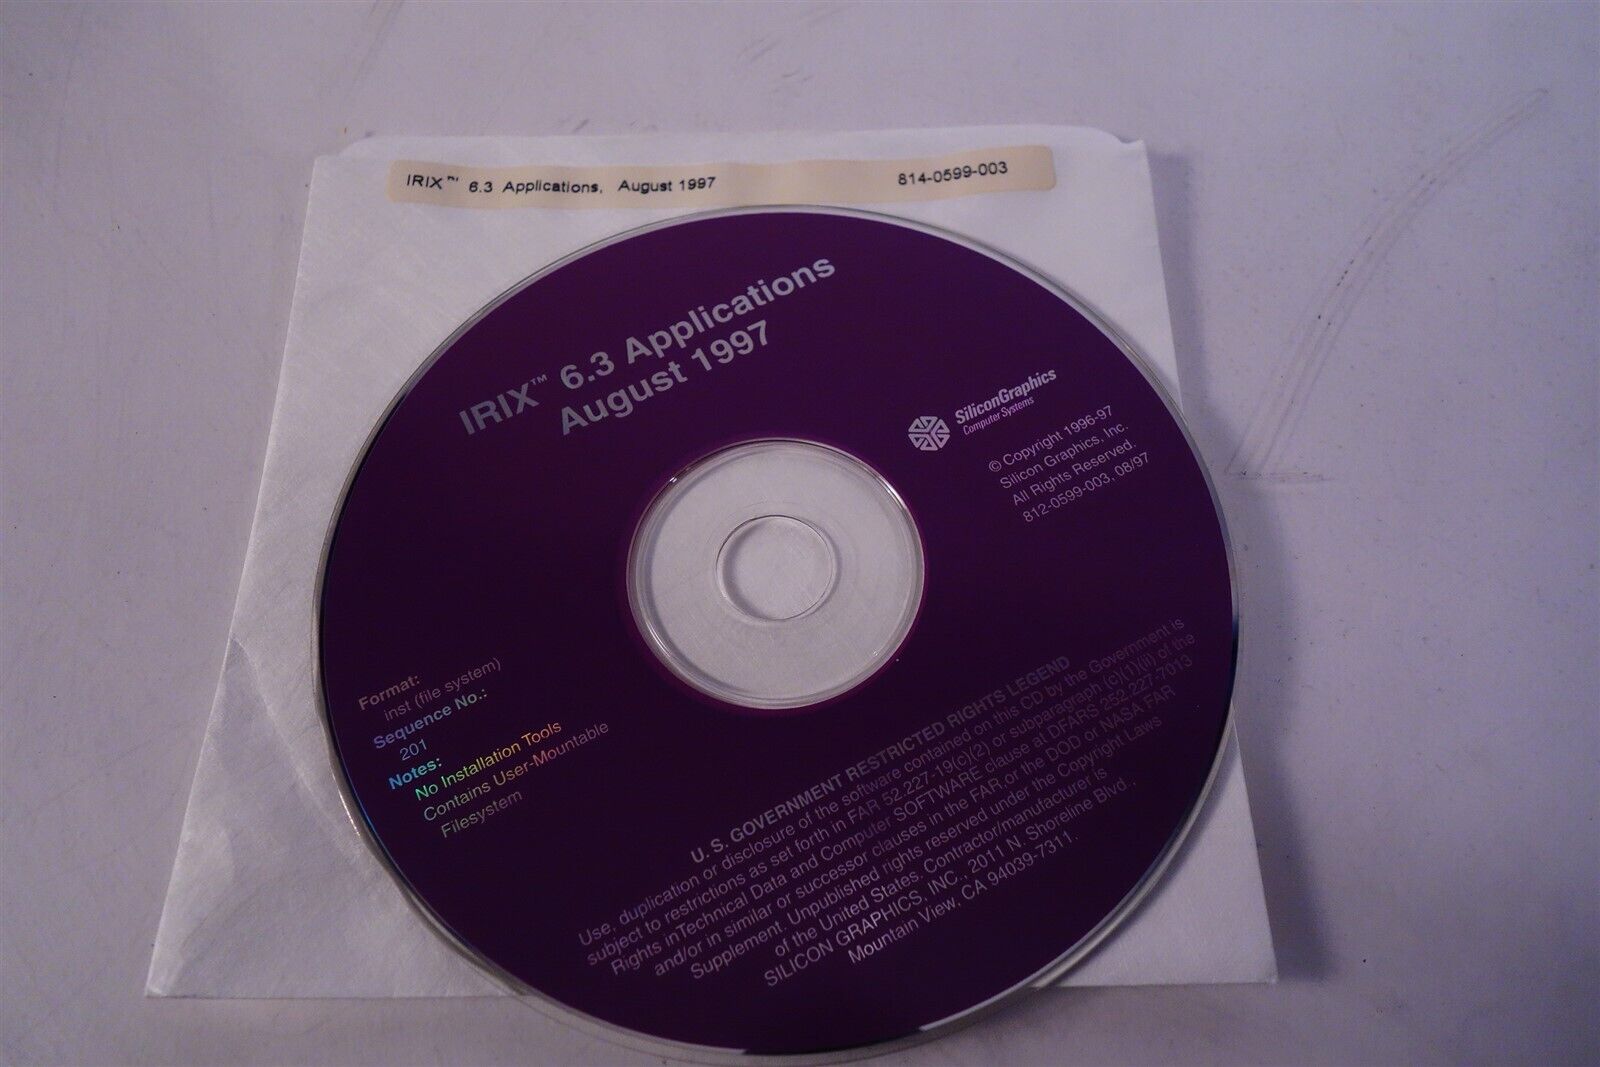 IRIX™ 6.3 Applications, August 1997 814-0599-003
IRIX™ 6.3 Applications
August 1997
SiliconGraphics
Computer Systems
© Copyright 1996-97
Silicon Graphics, Inc.
All Rights Reserved.
812-0599-003, 08/97
Format:
inst (file system)
Sequence No.:
201
Notes:
No Installation Tools
Contains User-Mountable
Filesystem
U. S. GOVERNMENT RESTRICTED RIGHTS LEGEND
Use, duplication or disclosure of the software contained on this CD by the Government is
subject to restrictions as set forth in FAR 52.227-19(c)(2) or subparagraph (c)(1)(ii) of the
Rights inTechnical Data and Computer SOFTWARE clause at DFARS 252.227-7013
and/or in similar or successor clauses in the FAR, or the DOD or NASA FAR
Supplement. Unpublished rights reserved under the Copyright Laws
of the United States. Contractor/manufacturer is
SILICON GRAPHICS, INC., 2011 N. Shoreline Blvd.,
Mountain View, CA 94039-7311.